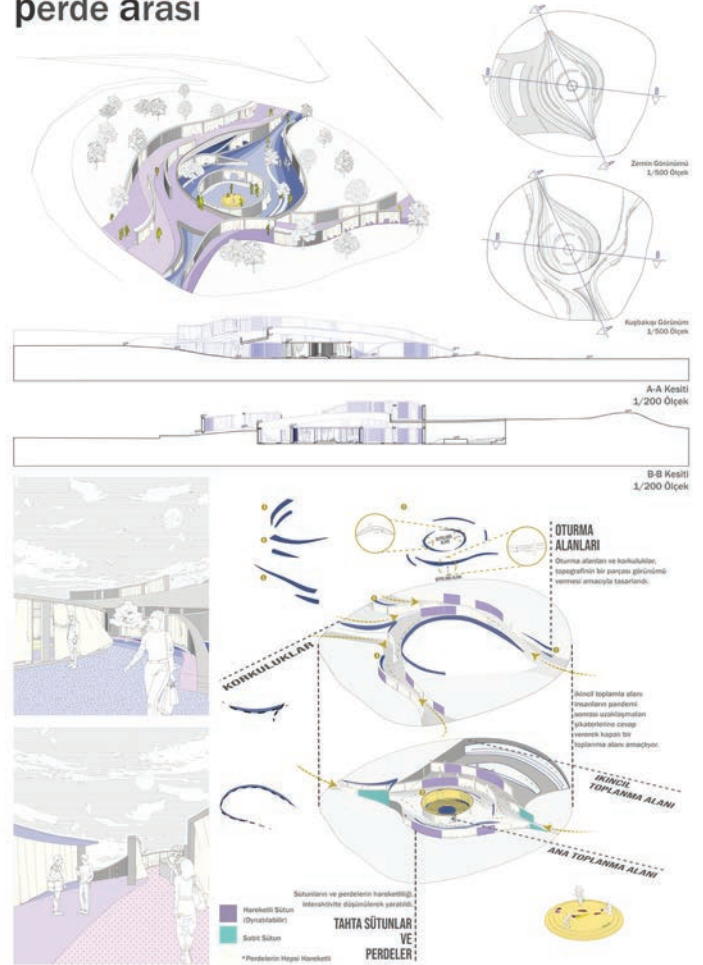 perde arası
Zemin Görünümü
1/500 Ölçek
Kuşbakışı Görünüm
1/500 Ölçek
A-A Kesiti
1/200 Ölçek
B-B Kesiti
1/200 Ölçek
OTURMA
ALANLARI
Oturma alanları ve korkuluklar,
topografinin bir parçası görünümü
vermesi amacıyla tasarlandı.
KORKULUKLAR
İkincil toplama alanı
insanların pandemi
sonrası uzaklaşmaları
şikaterlerine cevap
vererek kapalı bir
toplanma alanı amaçlıyor.
İKİNCİL
TOPLANMA ALANI
ANA TOPLANMA ALANI
Sütunların ve perdelerin hareketliliği
interaktivite düşünülerek yaratıldı.
Hareketli Sütun
(Oynatılabilir)
Sabit Sütun
*Perdelerin Hepsi Hareketli
TAHTA SÜTUNLAR
VE
PERDELER